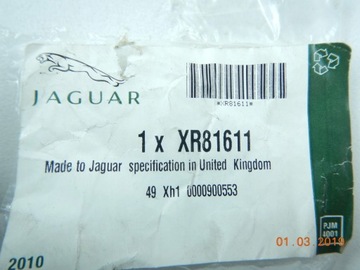 *XR81611*
JAGUAR
1 x XR81611
Made to Jaguar specification in United Kingdom
49 Xh1 0000900553
01.03.2019
PJM
1001
2010